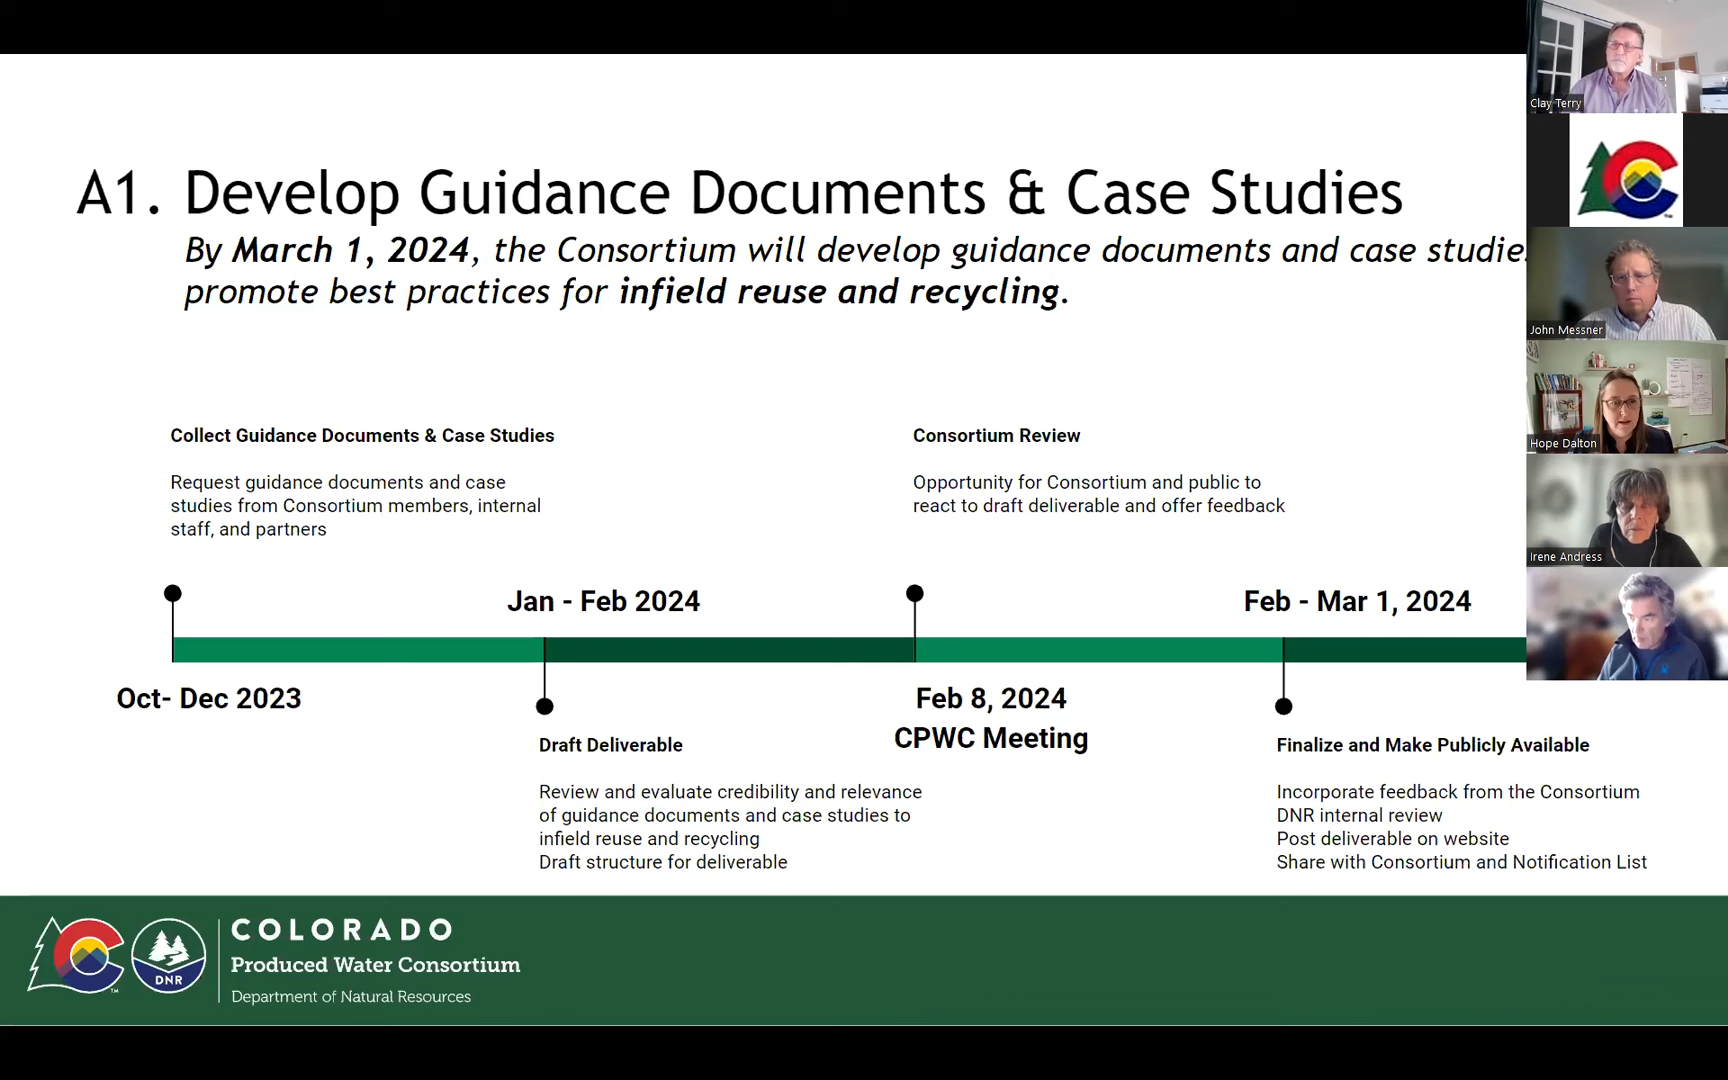 A1. Develop Guidance Documents & Case Studies
By March 1, 2024, the Consortium will develop guidance documents and case studies
promote best practices for infield reuse and recycling.
Collect Guidance Documents & Case Studies
Request guidance documents and case
studies from Consortium members, internal
staff, and partners
Consortium Review
Opportunity for Consortium and public to
react to draft deliverable and offer feedback
Jan - Feb 2024
Feb - Mar 1, 2024
Oct- Dec 2023
Feb 8, 2024
CPWC Meeting
Draft Deliverable
Review and evaluate credibility and relevance
of guidance documents and case studies to
infield reuse and recycling
Draft structure for deliverable
Finalize and Make Publicly Available
Incorporate feedback from the Consortium
DNR internal review
Post deliverable on website
Share with Consortium and Notification List
COLORADO
Produced Water Consortium
Department of Natural Resources
DNR
TM
Clay Terry
John Messner
Hope Dalton
Irene Andress